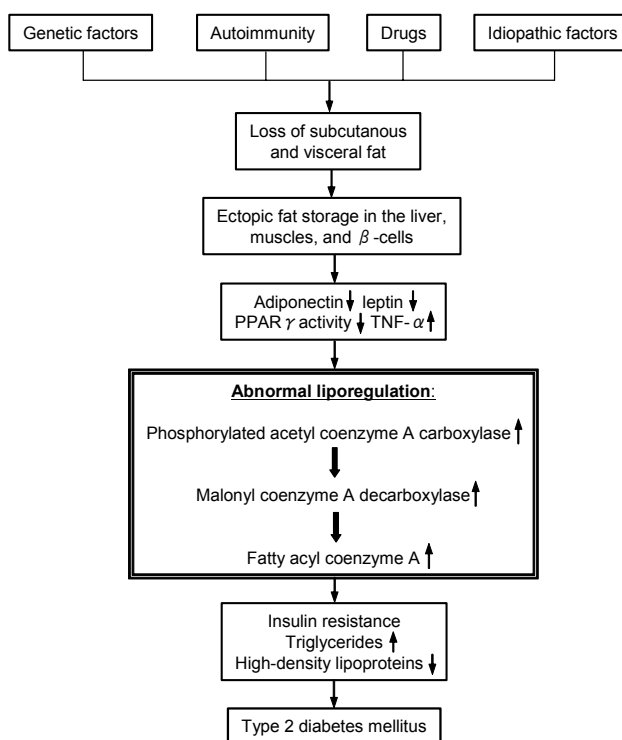 Genetic factors
Autoimmunity
Drugs
Idiopathic factors
Loss of subcutanous
and visceral fat
Ectopic fat storage in the liver,
muscles, and β-cells
Adiponectin↓ leptin↓
PPARγ activity↓ TNF-α↑
Abnormal liporegulation:
Phosphorylated acetyl coenzyme A carboxylase↑
Malonyl coenzyme A decarboxylase↑
Fatty acyl coenzyme A↑
Insulin resistance
Triglycerides↑
High-density lipoproteins↓
Type 2 diabetes mellitus